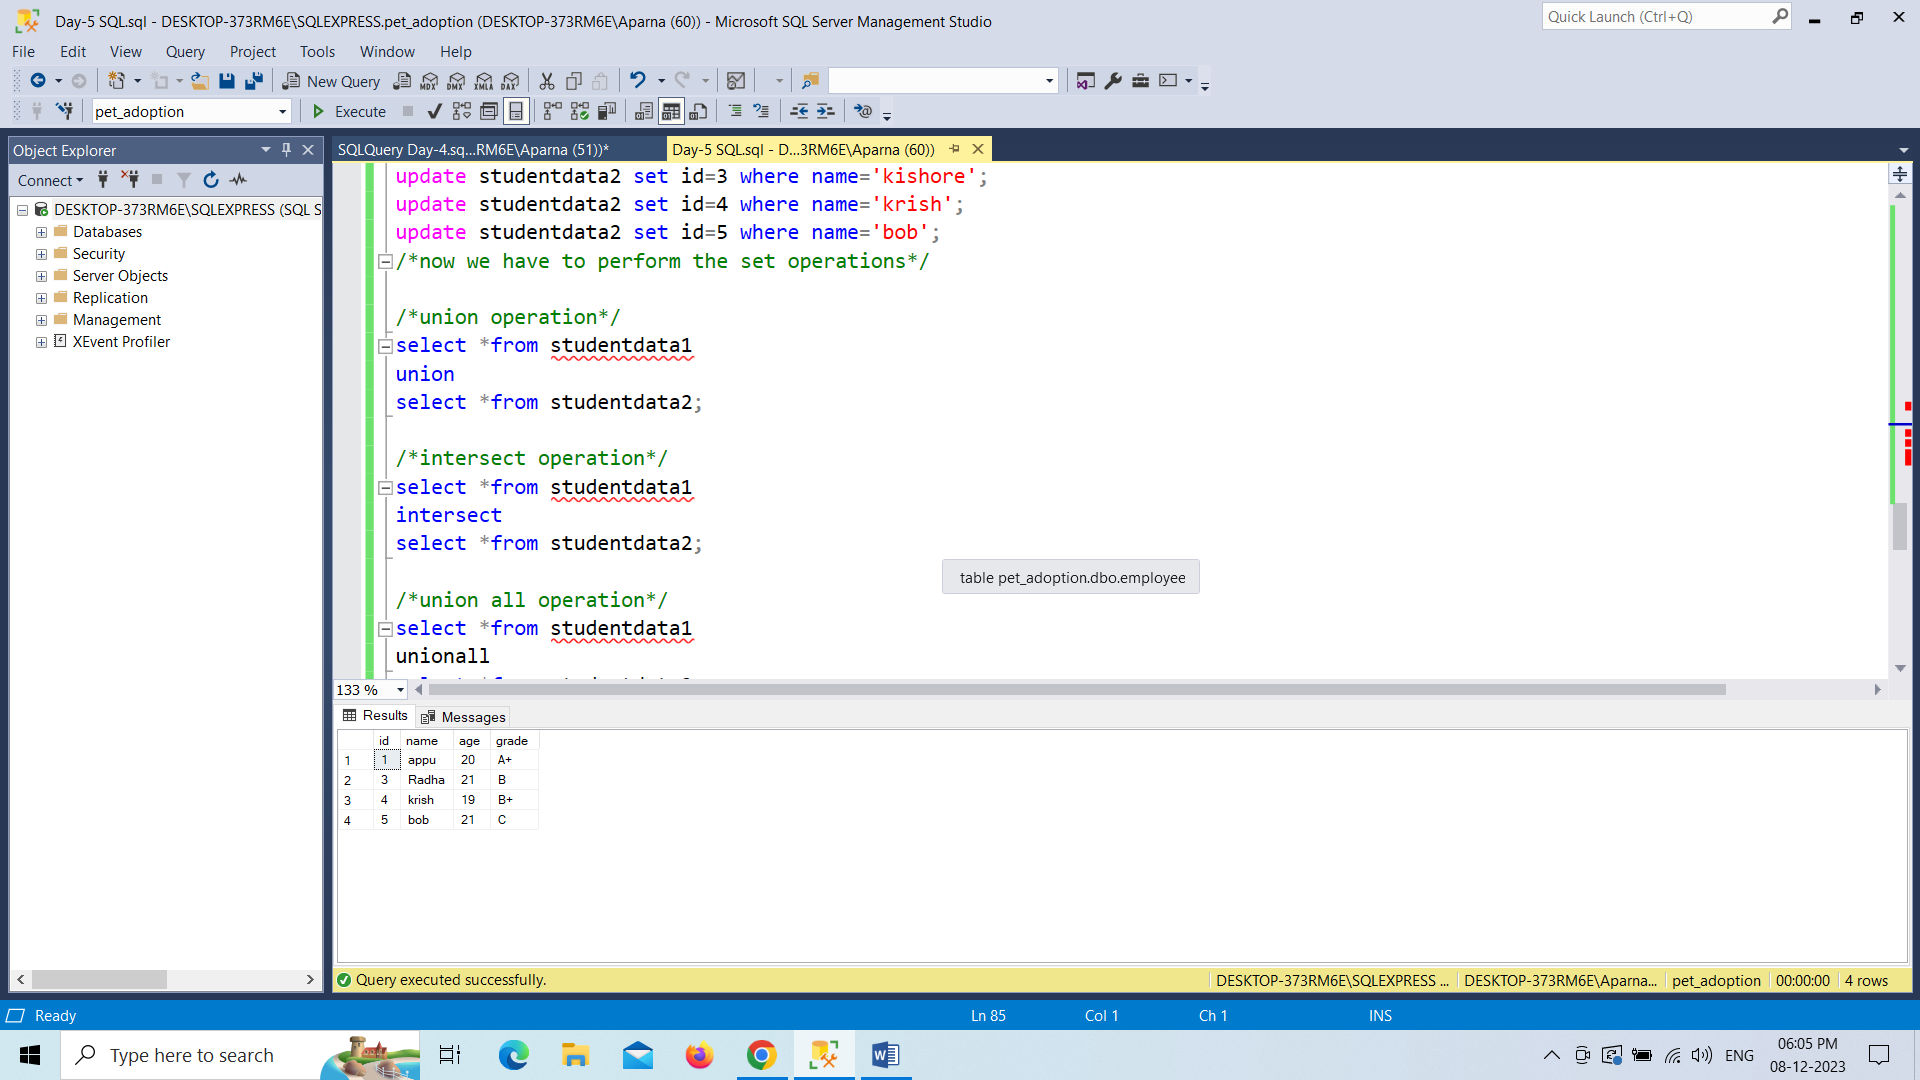 Day-5 SQL.sql - DESKTOP-373RM6E\SQLEXPRESS.pet_adoption (DESKTOP-373RM6E\Aparna (60)) - Microsoft SQL Server Management Studio
Quick Launch (Ctrl+Q)
File Edit View Query Project Tools Window Help
New Query MDX DMX XMLA DAX
pet_adoption Execute
Object Explorer
Connect
DESKTOP-373RM6E\SQLEXPRESS (SQL S
Databases
Security
Server Objects
Replication
Management
XEvent Profiler
SQLQuery Day-4.sq...RM6E\Aparna (51))*
Day-5 SQL.sql - D...3RM6E\Aparna (60))
update studentdata2 set id=3 where name='kishore';
update studentdata2 set id=4 where name='krish';
update studentdata2 set id=5 where name='bob';
/*now we have to perform the set operations*/
/*union operation*/
select *from studentdata1
union
select *from studentdata2;
/*intersect operation*/
select *from studentdata1
intersect
select *from studentdata2;
table pet_adoption.dbo.employee
/*union all operation*/
select *from studentdata1
unionall
133 %
Results Messages
id name age grade
1 1 appu 20 A+
2 3 Radha 21 B
3 4 krish 19 B+
4 5 bob 21 C
Query executed successfully.
DESKTOP-373RM6E\SQLEXPRESS ... DESKTOP-373RM6E\Aparna... pet_adoption 00:00:00 4 rows
Ready Ln 85 Col 1 Ch 1 INS
Type here to search
ENG
06:05 PM
08-12-2023